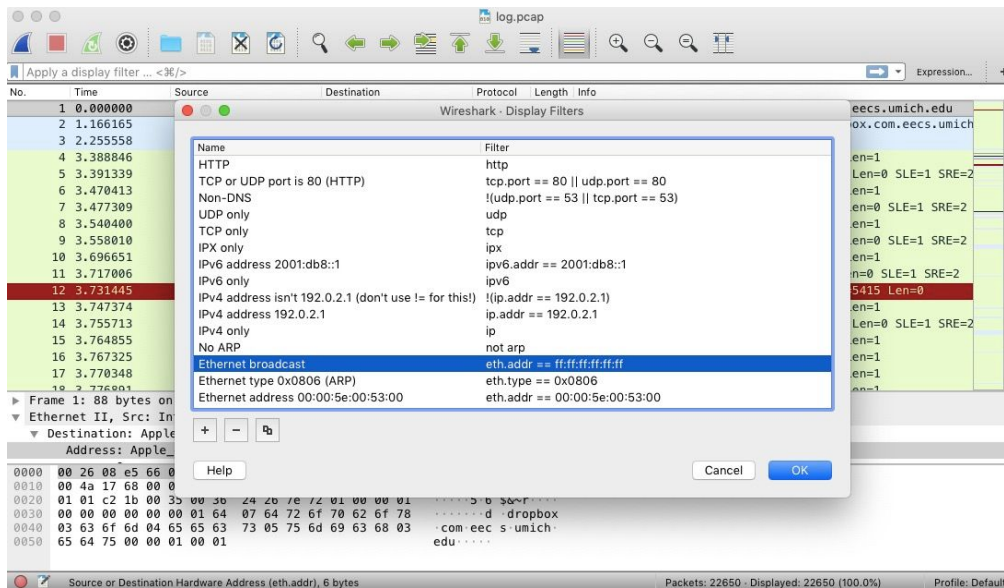 log.pcap
Apply a display filter ... <⌘/>
Expression...
No. Time Source Destination Protocol Length Info
1 0.000000 eecs.umich.edu
2 1.166165 ox.com.eecs.umich
3 2.255558
4 3.388846 en=1
5 3.391339 Len=0 SLE=1 SRE=2
6 3.470413 en=1
7 3.477309 en=0 SLE=1 SRE=2
8 3.540400 en=1
9 3.558010 en=0 SLE=1 SRE=2
10 3.696651 en=1
11 3.717006 n=0 SLE=1 SRE=2
12 3.731445 5415 Len=0
13 3.747374 en=1
14 3.755713 Len=0 SLE=1 SRE=2
15 3.764855 en=1
16 3.767325 en=1
17 3.770348 en=1
18 3.776891 en=1
Wireshark · Display Filters
Name Filter
HTTP http
TCP or UDP port is 80 (HTTP) tcp.port == 80 || udp.port == 80
Non-DNS !(udp.port == 53 || tcp.port == 53)
UDP only udp
TCP only tcp
IPX only ipx
IPv6 address 2001:db8::1 ipv6.addr == 2001:db8::1
IPv6 only ipv6
IPv4 address isn't 192.0.2.1 (don't use != for this!) !(ip.addr == 192.0.2.1)
IPv4 address 192.0.2.1 ip.addr == 192.0.2.1
IPv4 only ip
No ARP not arp
Ethernet broadcast eth.addr == ff:ff:ff:ff:ff:ff
Ethernet type 0x0806 (ARP) eth.type == 0x0806
Ethernet address 00:00:5e:00:53:00 eth.addr == 00:00:5e:00:53:00
Help Cancel OK
Frame 1: 88 bytes on
Ethernet II, Src: In
Destination: Apple
Address: Apple_
0000 00 26 08 e5 66 0
0010 00 4a 17 68 00 0
0020 01 01 c2 1b 00 35 00 36 24 26 7e 72 01 00 00 01 ·····5·6 $&~r····
0030 00 00 00 00 00 01 64 07 64 72 6f 70 62 6f 78 ·······d ·dropbox
0040 03 63 6f 6d 04 65 65 63 73 05 75 6d 69 63 68 03 ·com·eec s·umich·
0050 65 64 75 00 00 01 00 01 edu·····
Source or Destination Hardware Address (eth.addr), 6 bytes
Packets: 22650 · Displayed: 22650 (100.0%)
Profile: Defaul